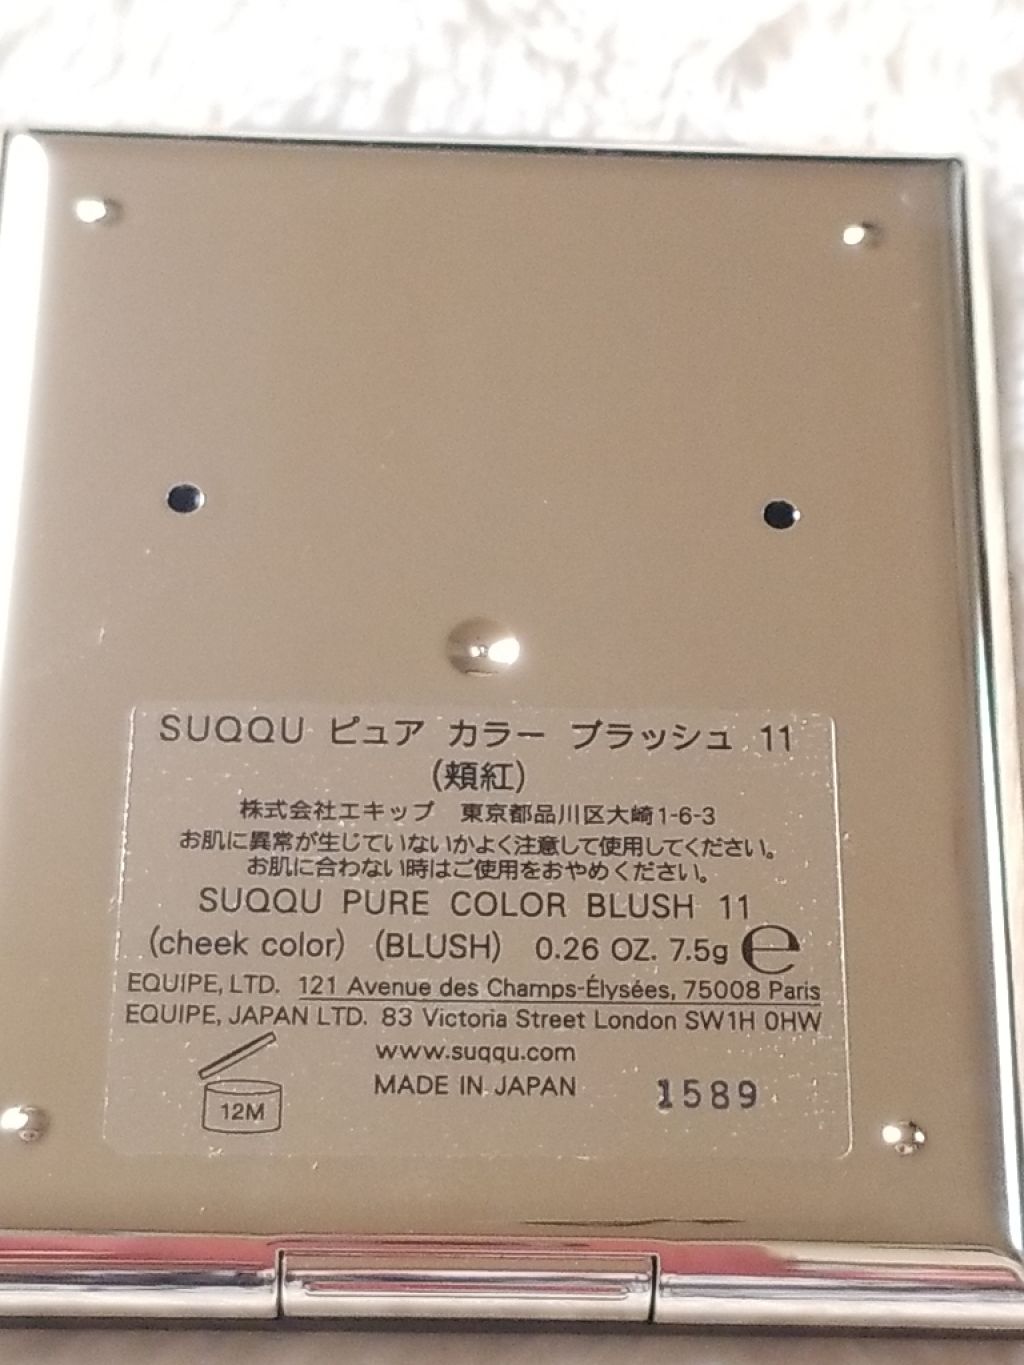 SUQQU ピュア カラー ブラッシュ 11
(頬紅)
株式会社エキップ 東京都品川区大崎1-6-3
お肌に異常が生じていないかよく注意して使用してください。
お肌に合わない時はご使用をおやめください。
SUQQU PURE COLOR BLUSH 11
(cheek color) (BLUSH) 0.26 OZ. 7.5g ℮
EQUIPE, LTD. 121 Avenue des Champs-Élysées, 75008 Paris
EQUIPE, JAPAN LTD. 83 Victoria Street London SW1H 0HW
www.suqqu.com
MADE IN JAPAN 1589
12M